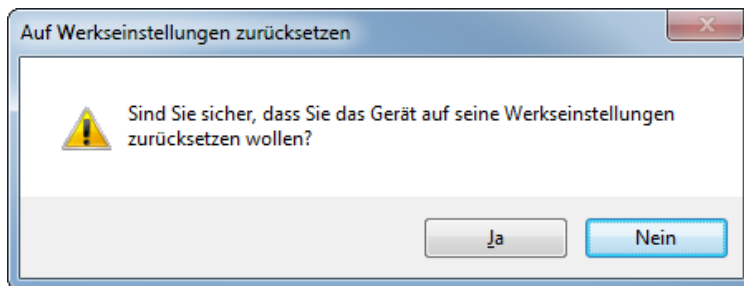 Auf Werkseinstellungen zurücksetzen
Sind Sie sicher, dass Sie das Gerät auf seine Werkseinstellungen
zurücksetzen wollen?
Ja
Nein